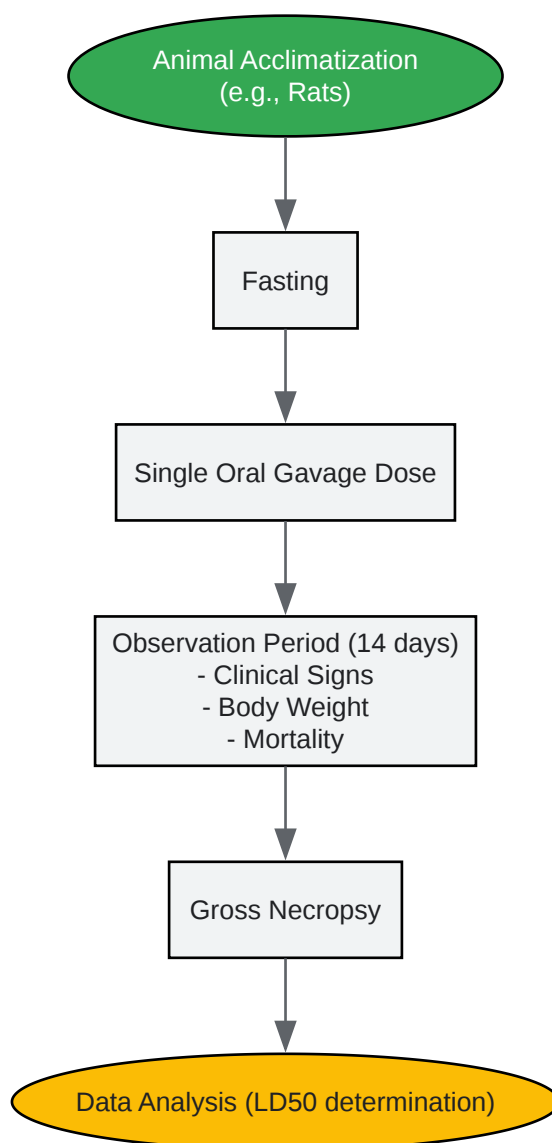 Animal Acclimatization
(e.g., Rats)
Fasting
Single Oral Gavage Dose
Observation Period (14 days)
- Clinical Signs
- Body Weight
- Mortality
Gross Necropsy
Data Analysis (LD50 determination)